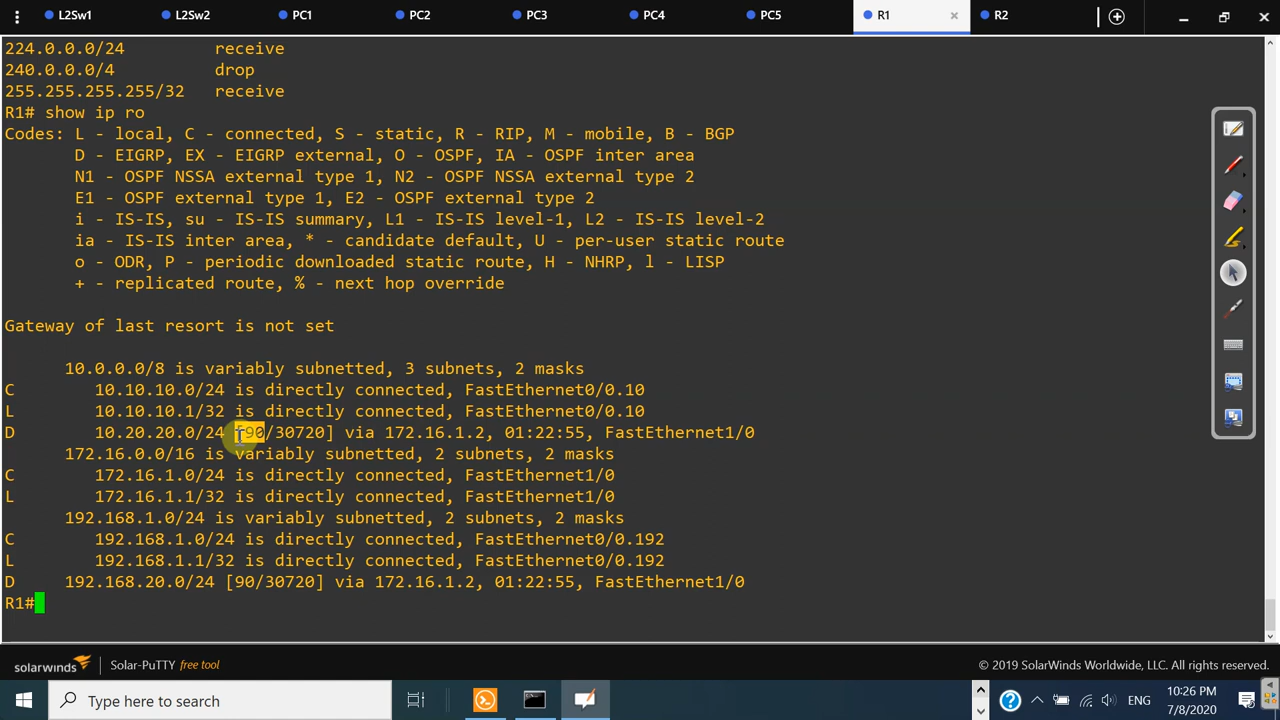 L2Sw1 L2Sw2 PC1 PC2 PC3 PC4 PC5 R1 R2
224.0.0.0/24 receive
240.0.0.0/4 drop
255.255.255.255/32 receive
R1# show ip ro
Codes: L - local, C - connected, S - static, R - RIP, M - mobile, B - BGP
D - EIGRP, EX - EIGRP external, O - OSPF, IA - OSPF inter area
N1 - OSPF NSSA external type 1, N2 - OSPF NSSA external type 2
E1 - OSPF external type 1, E2 - OSPF external type 2
i - IS-IS, su - IS-IS summary, L1 - IS-IS level-1, L2 - IS-IS level-2
ia - IS-IS inter area, * - candidate default, U - per-user static route
o - ODR, P - periodic downloaded static route, H - NHRP, l - LISP
+ - replicated route, % - next hop override
Gateway of last resort is not set
10.0.0.0/8 is variably subnetted, 3 subnets, 2 masks
C 10.10.10.0/24 is directly connected, FastEthernet0/0.10
L 10.10.10.1/32 is directly connected, FastEthernet0/0.10
D 10.20.20.0/24 [90/30720] via 172.16.1.2, 01:22:55, FastEthernet1/0
172.16.0.0/16 is variably subnetted, 2 subnets, 2 masks
C 172.16.1.0/24 is directly connected, FastEthernet1/0
L 172.16.1.1/32 is directly connected, FastEthernet1/0
192.168.1.0/24 is variably subnetted, 2 subnets, 2 masks
C 192.168.1.0/24 is directly connected, FastEthernet0/0.192
L 192.168.1.1/32 is directly connected, FastEthernet0/0.192
D 192.168.20.0/24 [90/30720] via 172.16.1.2, 01:22:55, FastEthernet1/0
R1#
solarwinds Solar-PuTTY free tool © 2019 SolarWinds Worldwide, LLC. All rights reserved.
Type here to search ENG 10:26 PM
7/8/2020